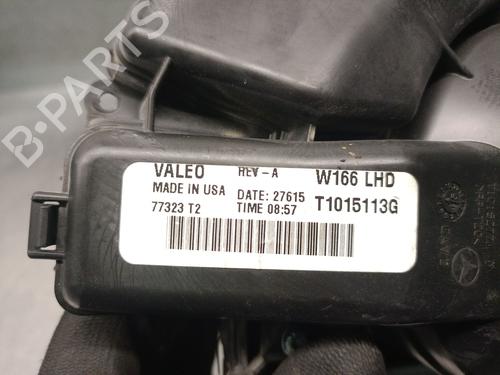 B-PARTS
VALEO REV-A W166 LHD
MADE IN USA DATE: 27615
77323 T2 TIME 08:57 T1015113G